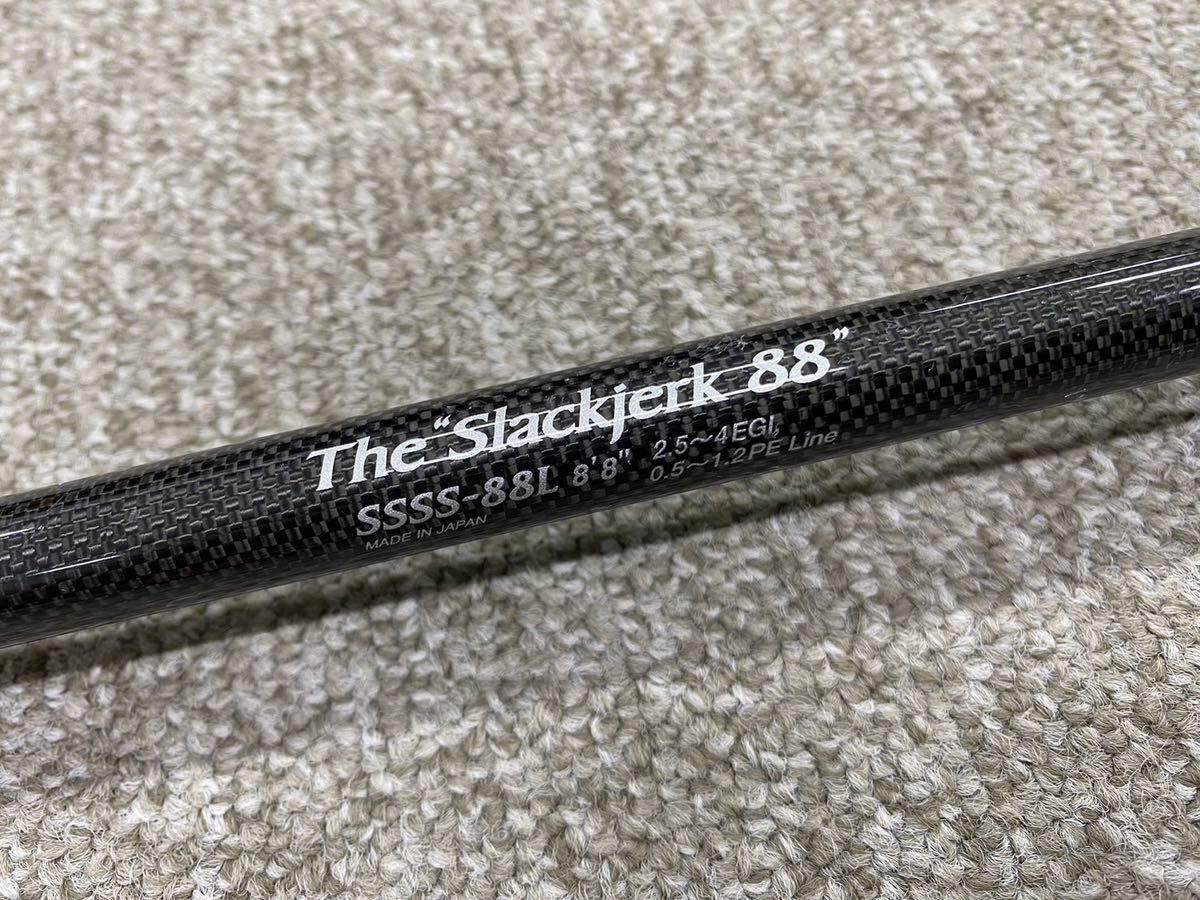 The “Slackjerk 88”
SSSS-88L 8'8" 2.5～4EGI,
0.5～1.2PE Line
MADE IN JAPAN